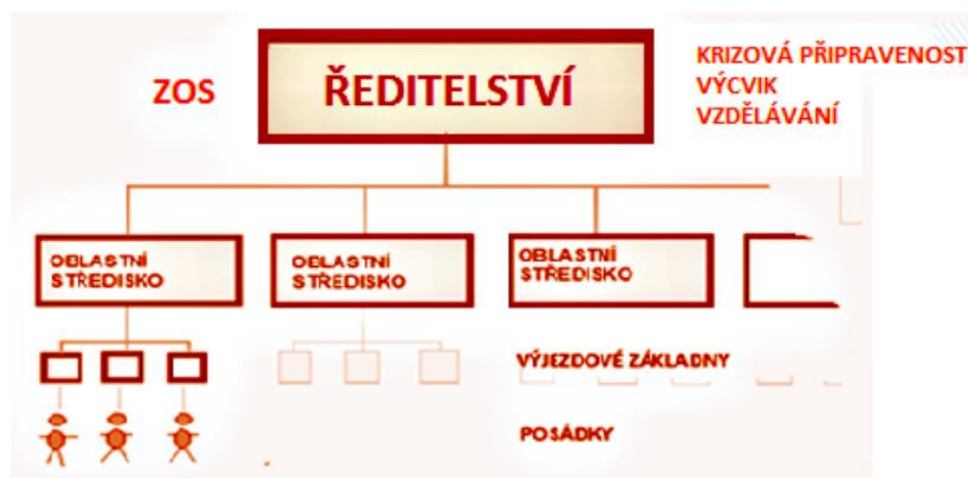 ZOS
ŘEDITELSTVÍ
KRIZOVÁ PŘIPRAVENOST
VÝCVIK
VZDĚLÁVÁNÍ
OBLASTNÍ
STŘEDISKO
OBLASTNÍ
STŘEDISKO
OBLASTNÍ
STŘEDISKO
VÝJEZDOVÉ ZÁKLADNY
POSÁDKY